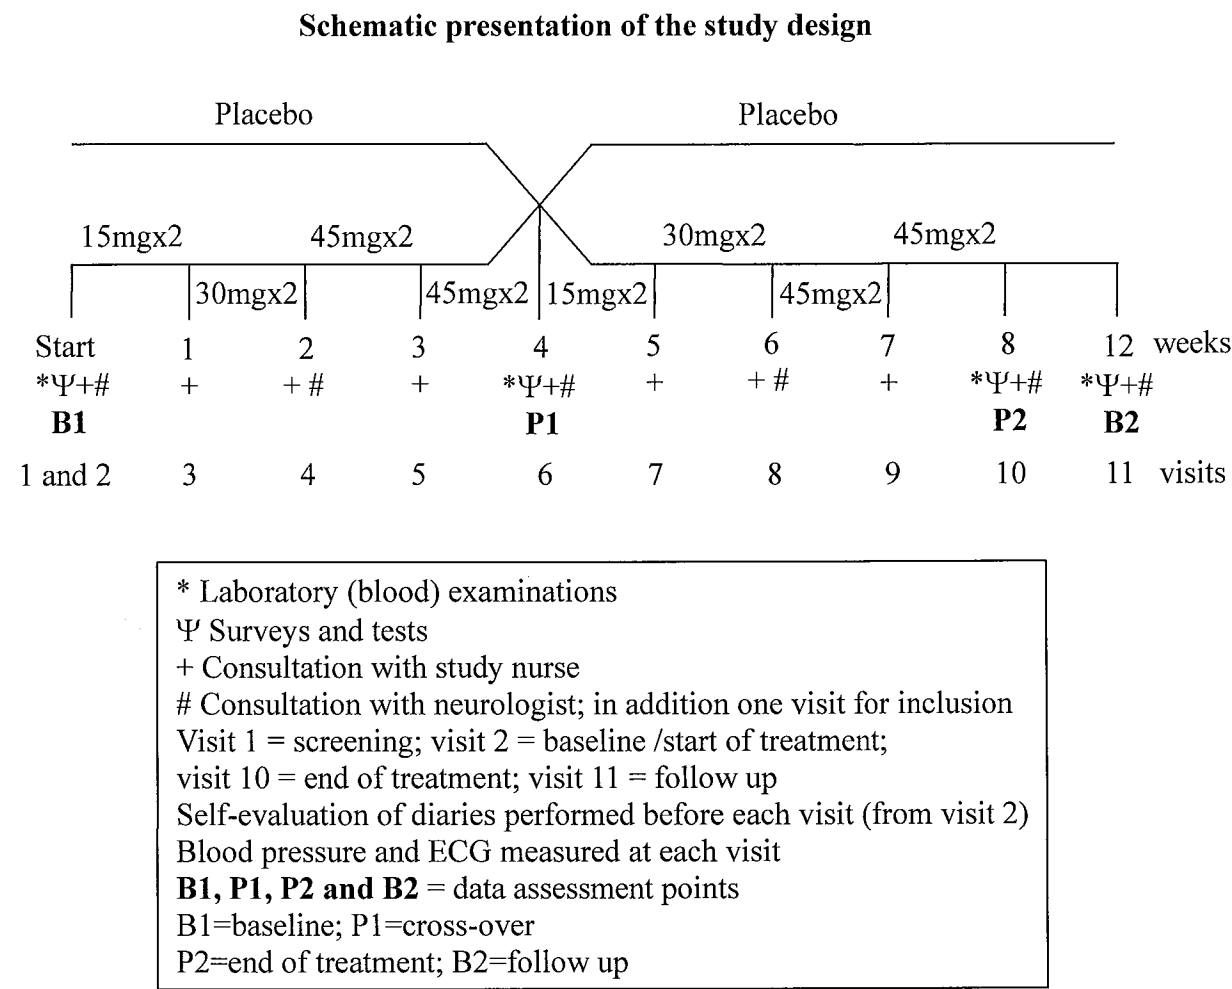 Schematic presentation of the study design
Placebo Placebo
15mgx2 45mgx2 30mgx2 45mgx2
30mgx2 45mgx2 15mgx2 45mgx2
Start 1 2 3 4 5 6 7 8 12 weeks
*Ψ+# + + # + *Ψ+# + + # + *Ψ+# *Ψ+#
B1 P1 P2 B2
1 and 2 3 4 5 6 7 8 9 10 11 visits
* Laboratory (blood) examinations
Ψ Surveys and tests
+ Consultation with study nurse
# Consultation with neurologist; in addition one visit for inclusion
Visit 1 = screening; visit 2 = baseline /start of treatment;
visit 10 = end of treatment; visit 11 = follow up
Self-evaluation of diaries performed before each visit (from visit 2)
Blood pressure and ECG measured at each visit
B1, P1, P2 and B2 = data assessment points
B1=baseline; P1=cross-over
P2=end of treatment; B2=follow up